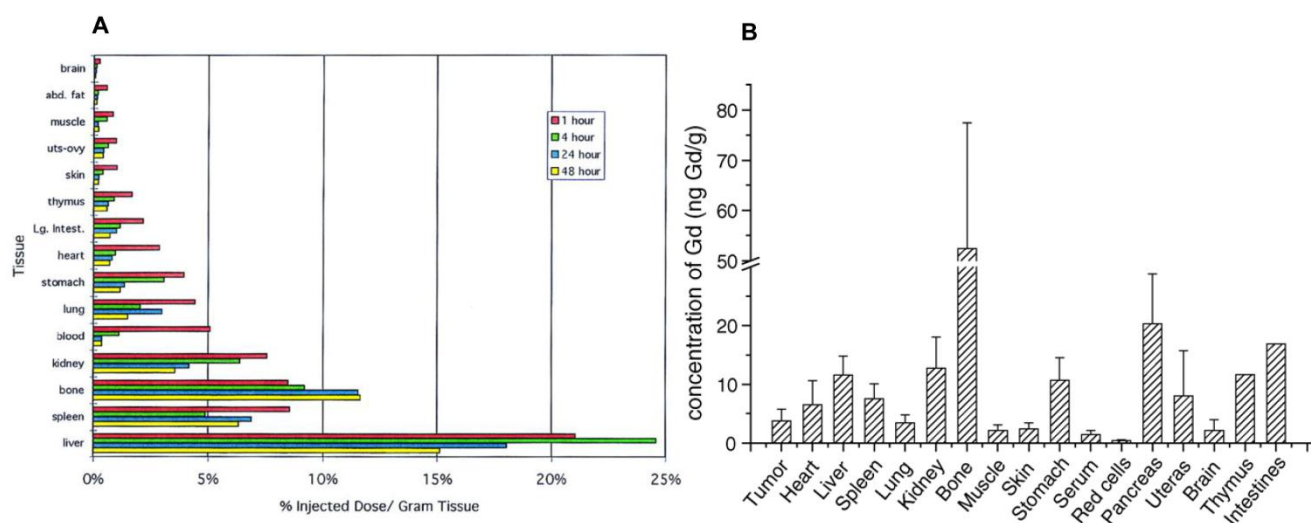 A
Tissue
brain
abd. fat
muscle
uts-ovy
skin
thymus
Lg. Intest.
heart
stomach
lung
blood
kidney
bone
spleen
liver
1 hour
4 hour
24 hour
48 hour
0% 5% 10% 15% 20% 25%
% Injected Dose/ Gram Tissue
B
concentration of Gd (ng Gd/g)
80
70
60
50
20
10
0
Tumor
Heart
Liver
Spleen
Lung
Kidney
Bone
Muscle
Skin
Stomach
Serum
Red cells
Pancreas
Uteras
Brain
Thymus
Intestines